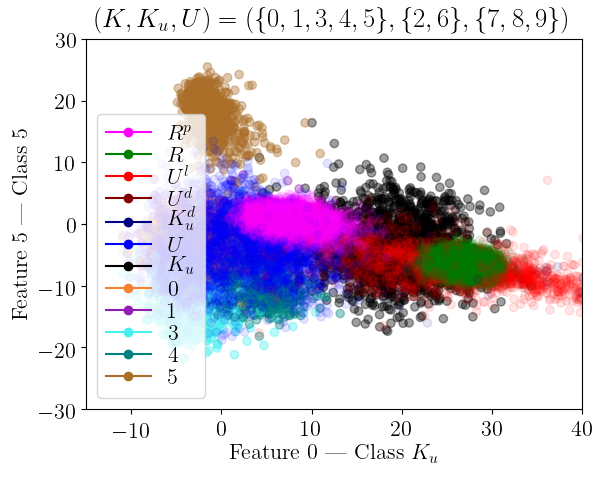 (K, K_u, U) = ({0, 1, 3, 4, 5}, {2, 6}, {7, 8, 9})
30
20
10
0
−10
−20
−30
Feature 5 — Class 5
R^p
R
U^l
U^d
K_u^d
U
K_u
0
1
3
4
5
−10 0 10 20 30 40
Feature 0 — Class K_u